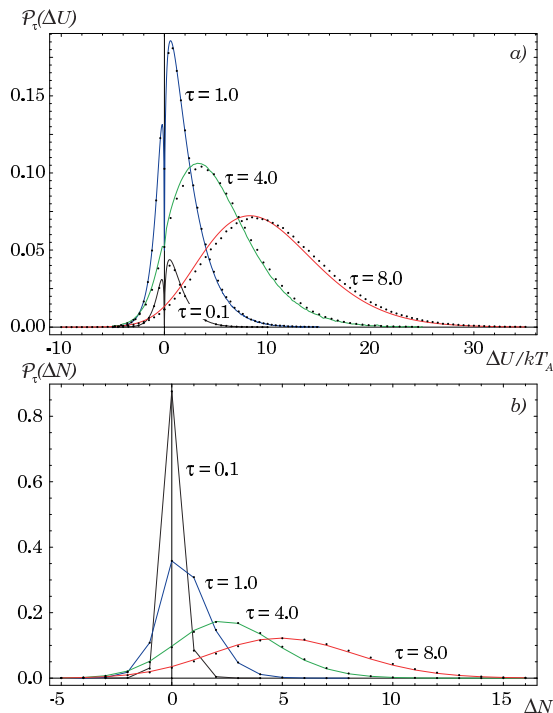 𝒫τ(ΔU)
a)
0.15
τ = 1.0
0.10
τ = 4.0
0.05
τ = 8.0
τ = 0.1
0.00
-10 0 10 20 30
ΔU/kT_A
𝒫τ(ΔN)
b)
0.8
τ = 0.1
0.6
0.4
τ = 1.0
0.2
τ = 4.0
τ = 8.0
0.0
-5 0 5 10 15
ΔN